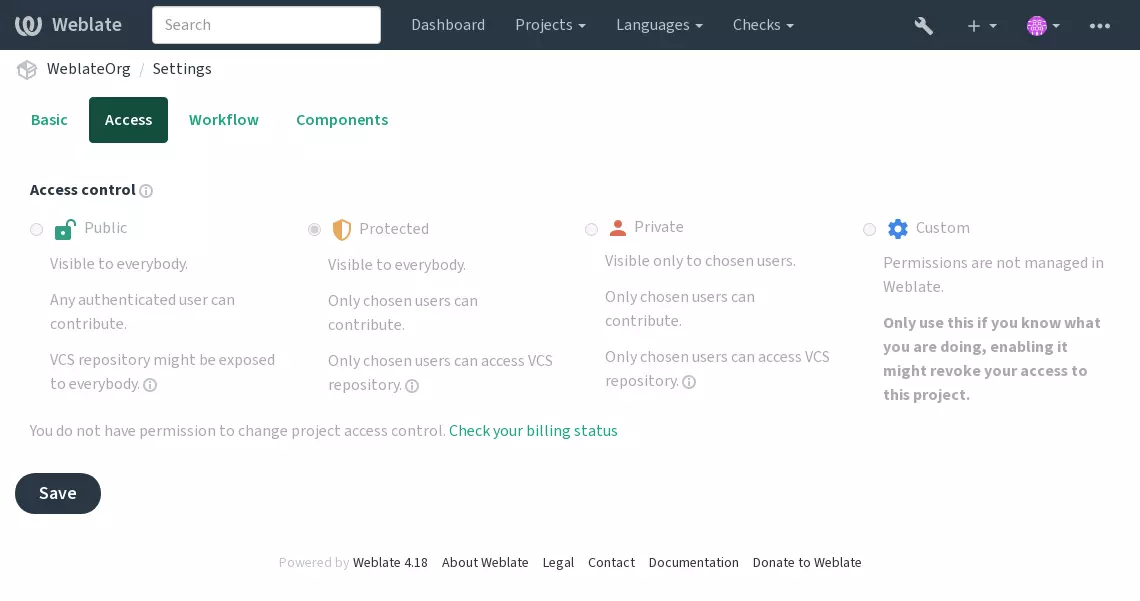 Weblate
Search
Dashboard
Projects
Languages
Checks
WeblateOrg / Settings
Basic
Access
Workflow
Components
Access control
Public
Visible to everybody.
Any authenticated user can
contribute.
VCS repository might be exposed
to everybody.
Protected
Visible to everybody.
Only chosen users can
contribute.
Only chosen users can access VCS
repository.
Private
Visible only to chosen users.
Only chosen users can
contribute.
Only chosen users can access VCS
repository.
Custom
Permissions are not managed in
Weblate.
Only use this if you know what
you are doing, enabling it
might revoke your access to
this project.
You do not have permission to change project access control. Check your billing status
Save
Powered by Weblate 4.18 About Weblate Legal Contact Documentation Donate to Weblate